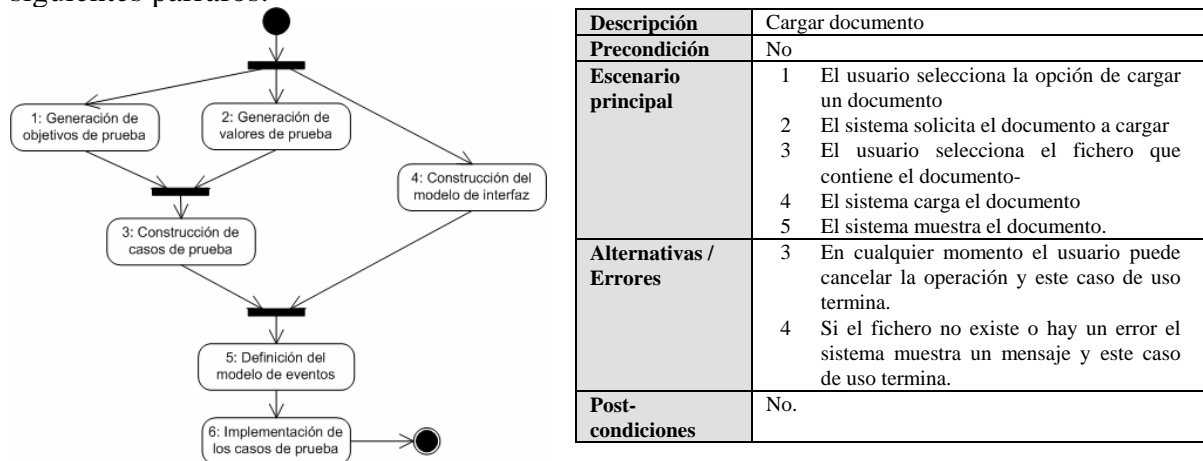 siguientes párrafos.
1: Generación de
objetivos de prueba
2: Generación de
valores de prueba
4: Construcción del
modelo de interfaz
3: Construcción de
casos de prueba
5: Definición del
modelo de eventos
6: Implementación de
los casos de prueba
Descripción Cargar documento
Precondición No
Escenario 1 El usuario selecciona la opción de cargar
principal un documento
2 El sistema solicita el documento a cargar
3 El usuario selecciona el fichero que
contiene el documento-
4 El sistema carga el documento
5 El sistema muestra el documento.
Alternativas / 3 En cualquier momento el usuario puede
Errores cancelar la operación y este caso de uso
termina.
4 Si el fichero no existe o hay un error el
sistema muestra un mensaje y este caso
de uso termina.
Post- No.
condiciones